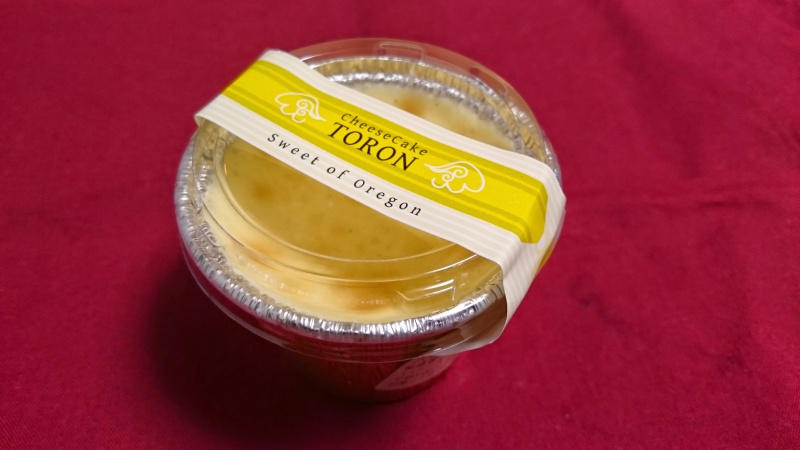 CheeseCake
TORON
Sweet of Oregon